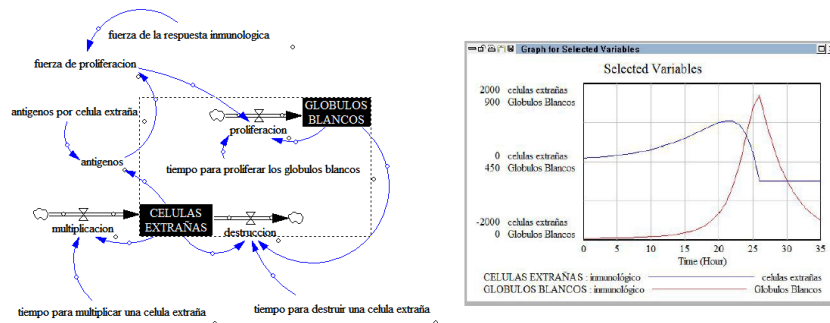 fuerza de la respuesta inmunologica
fuerza de proliferacion
antigenos por celula extraña
antigenos
GLOBULOS
BLANCOS
proliferacion
tiempo para proliferar los globulos blancos
CELULAS
EXTRAÑAS
multiplicacion
destruccion
tiempo para multiplicar una celula extraña
tiempo para destruir una celula extraña
Graph for Selected Variables
Selected Variables
2000 celulas extrañas
900 Globulos Blancos
0 celulas extrañas
450 Globulos Blancos
-2000 celulas extrañas
0 Globulos Blancos
0 5 10 15 20 25 30 35
Time (Hour)
CELULAS EXTRAÑAS : inmunológico celulas extrañas
GLOBULOS BLANCOS : inmunológico Globulos Blancos